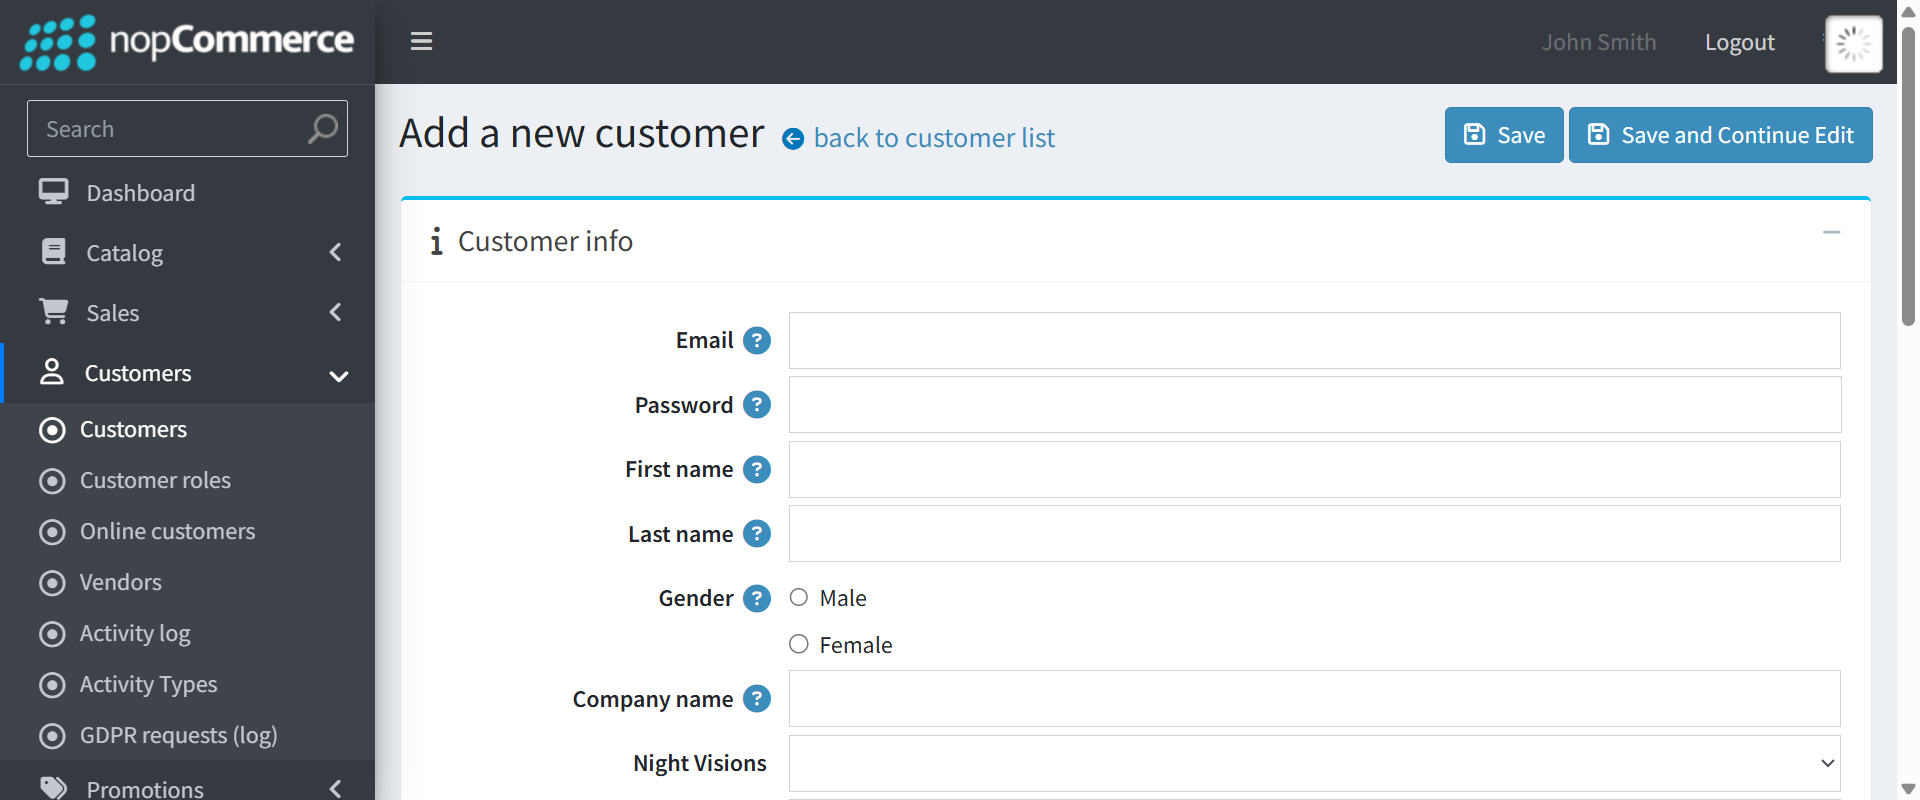 nopCommerce
John Smith
Logout
Search
Dashboard
Catalog
Sales
Customers
Customers
Customer roles
Online customers
Vendors
Activity log
Activity Types
GDPR requests (log)
Promotions
Add a new customer
back to customer list
Save
Save and Continue Edit
Customer info
Email
Password
First name
Last name
Gender
Male
Female
Company name
Night Visions